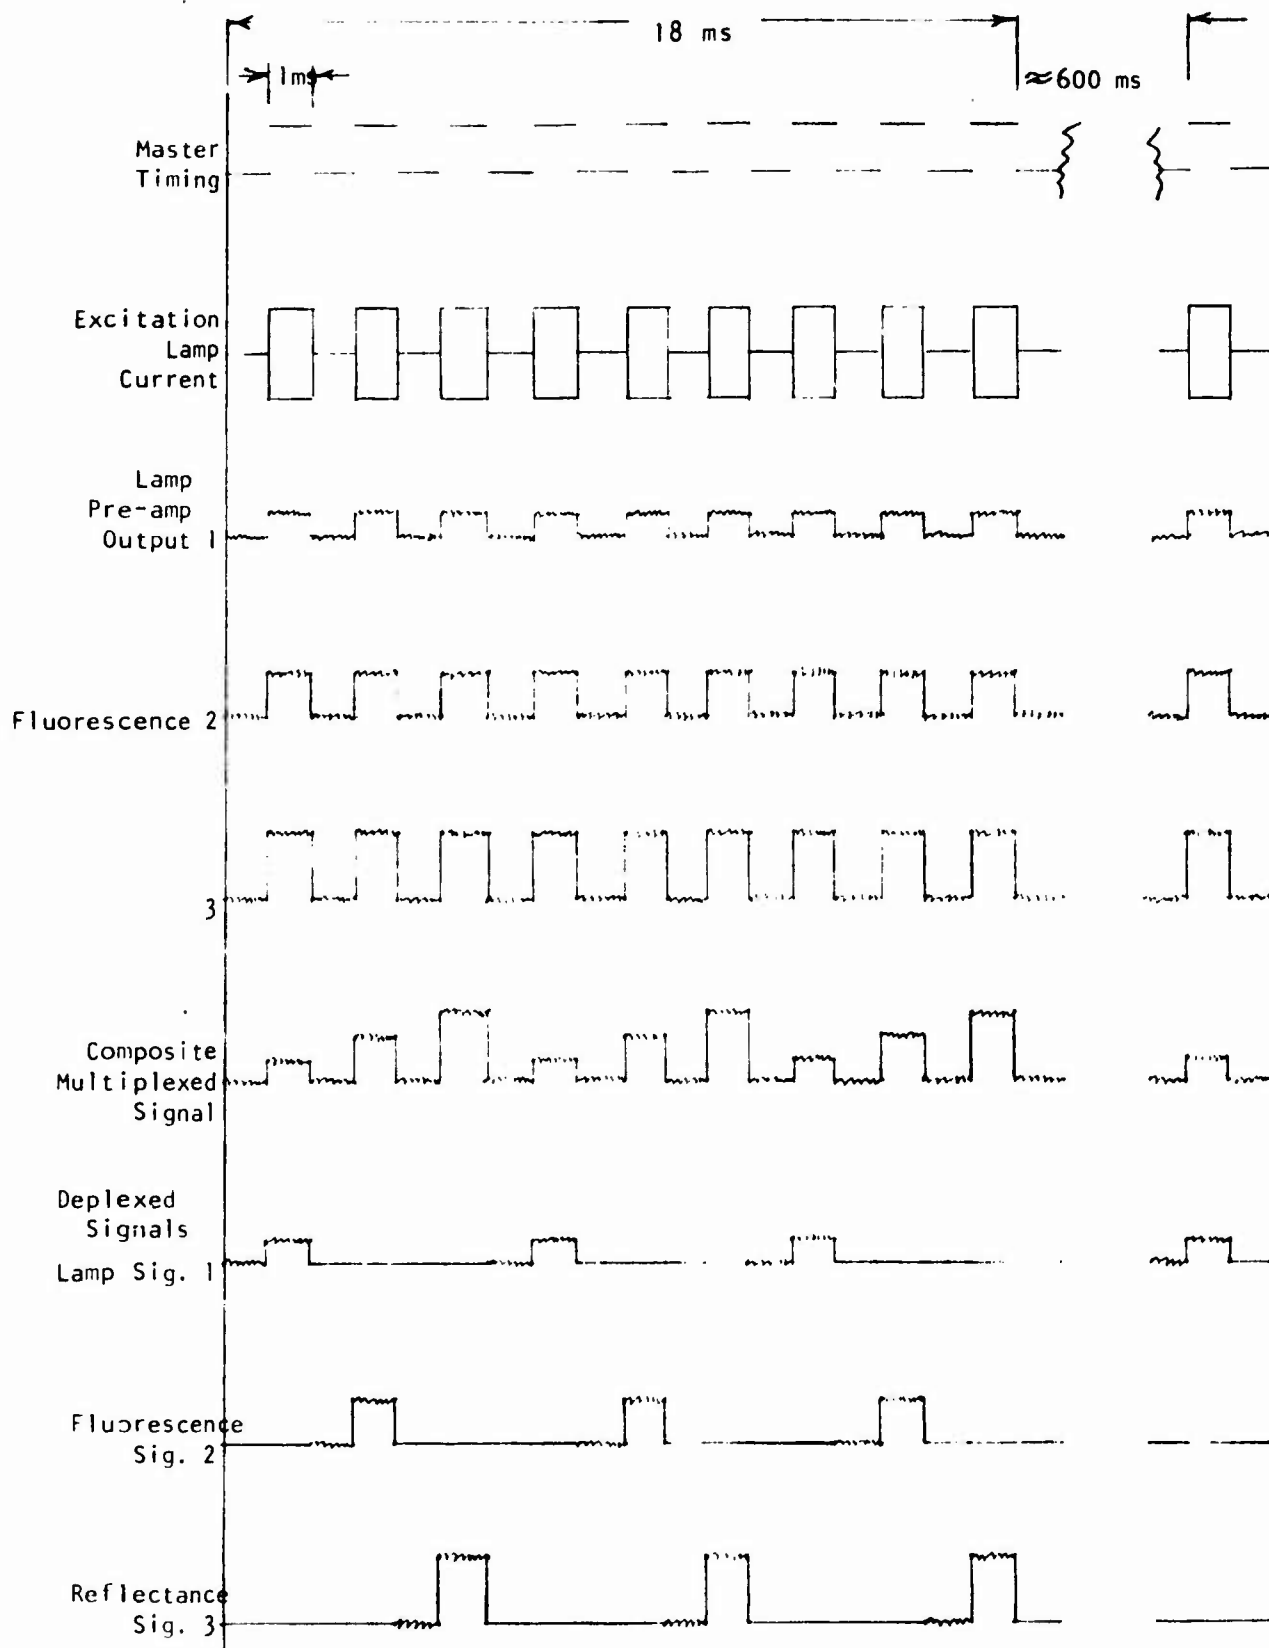 18 ms
1ms
≈600 ms
Master
Timing
Excitation
Lamp
Current
Lamp
Pre-amp
Output 1
Fluorescence 2
3
Composite
Multiplexed
Signal
Deplexed
Signals
Lamp Sig. 1
Fluorescence
Sig. 2
Reflectance
Sig. 3